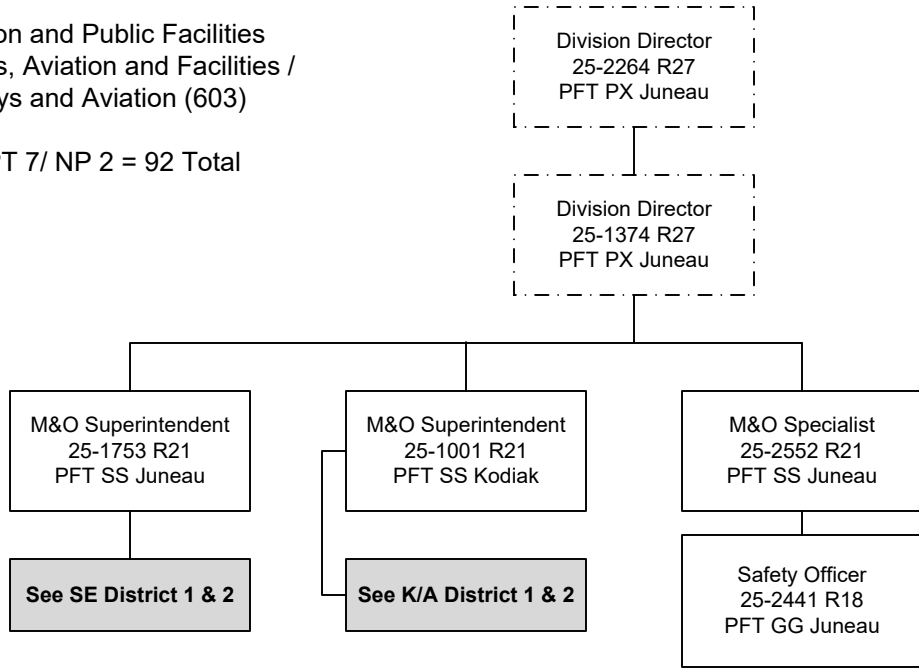 on and Public Facilities
s, Aviation and Facilities /
ys and Aviation (603)
PT 7/ NP 2 = 92 Total
Division Director
25-2264 R27
PFT PX Juneau
Division Director
25-1374 R27
PFT PX Juneau
M&O Superintendent
25-1753 R21
PFT SS Juneau
M&O Superintendent
25-1001 R21
PFT SS Kodiak
M&O Specialist
25-2552 R21
PFT SS Juneau
See SE District 1 & 2
See K/A District 1 & 2
Safety Officer
25-2441 R18
PFT GG Juneau